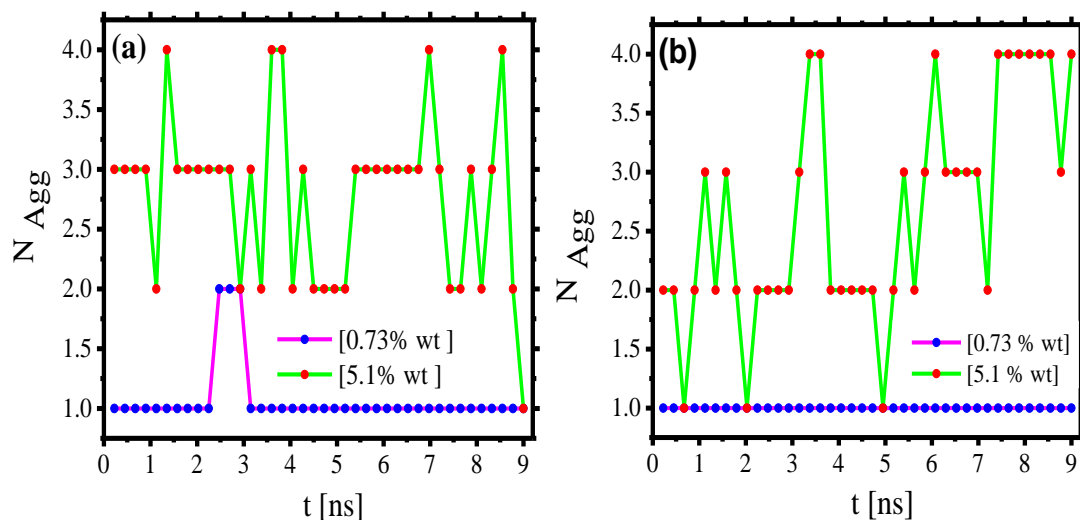 (a)
4.0
3.5
3.0
2.5
2.0
1.5
1.0
N Agg
[0.73% wt ]
[5.1% wt ]
0 1 2 3 4 5 6 7 8 9
t [ns]
(b)
4.0
3.5
3.0
2.5
2.0
1.5
1.0
N Agg
[0.73 % wt]
[5.1 % wt]
0 1 2 3 4 5 6 7 8 9
t [ns]